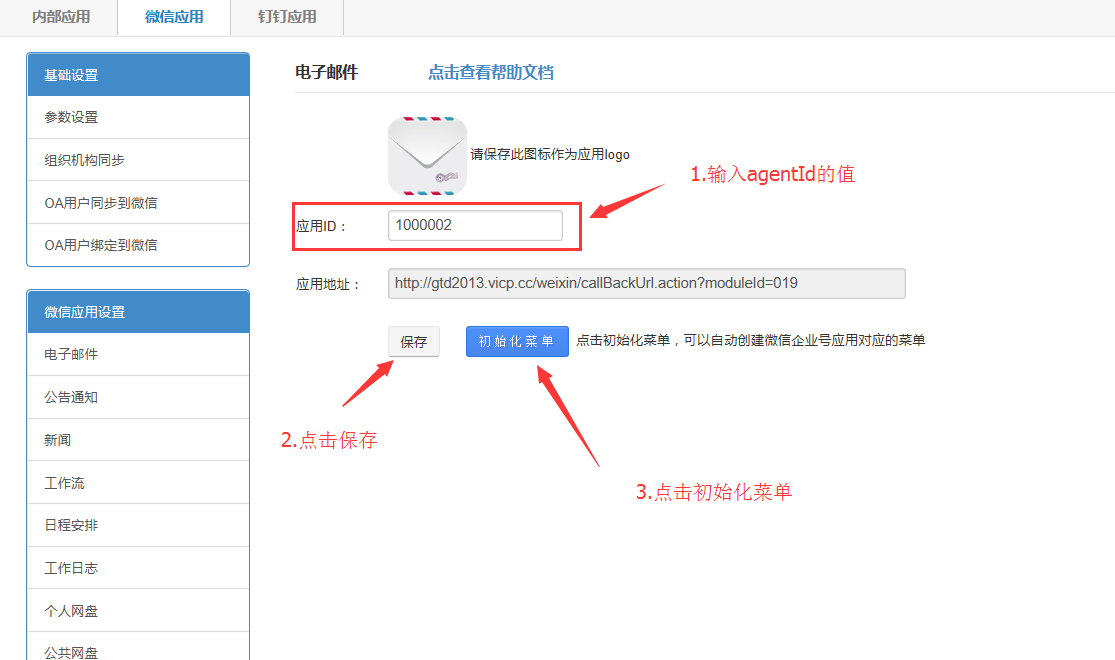 内部应用
微信应用
钉钉应用
基础设置
参数设置
组织机构同步
OA用户同步到微信
OA用户绑定到微信
微信应用设置
电子邮件
公告通知
新闻
工作流
日程安排
工作日志
个人网盘
公共网盘
电子邮件
点击查看帮助文档
请保存此图标作为应用logo
1.输入agentId的值
应用ID：
1000002
应用地址：
http://gtd2013.vicp.cc/weixin/callBackUrl.action?moduleId=019
保存
初始化菜单
点击初始化菜单，可以自动创建微信企业号应用对应的菜单
2.点击保存
3.点击初始化菜单